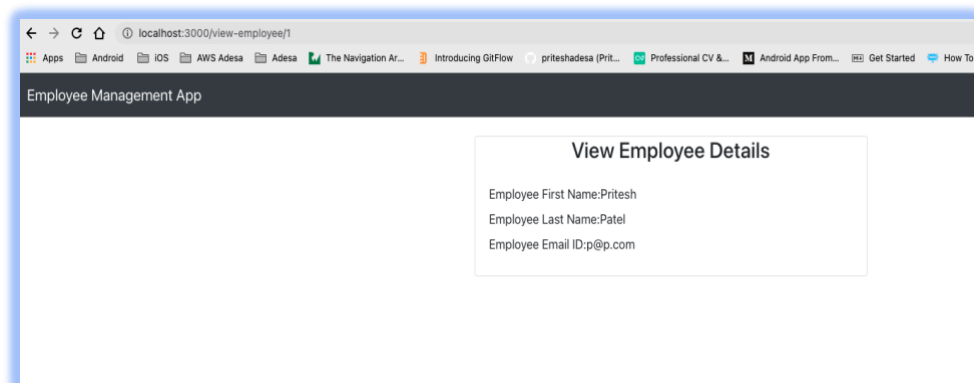 localhost:3000/view-employee/1
Apps Android iOS AWS Adesa Adesa The Navigation Ar... Introducing GitFlow priteshadesa (Prit... Professional CV &... Android App From... Get Started How To
Employee Management App
View Employee Details
Employee First Name:Pritesh
Employee Last Name:Patel
Employee Email ID:p@p.com